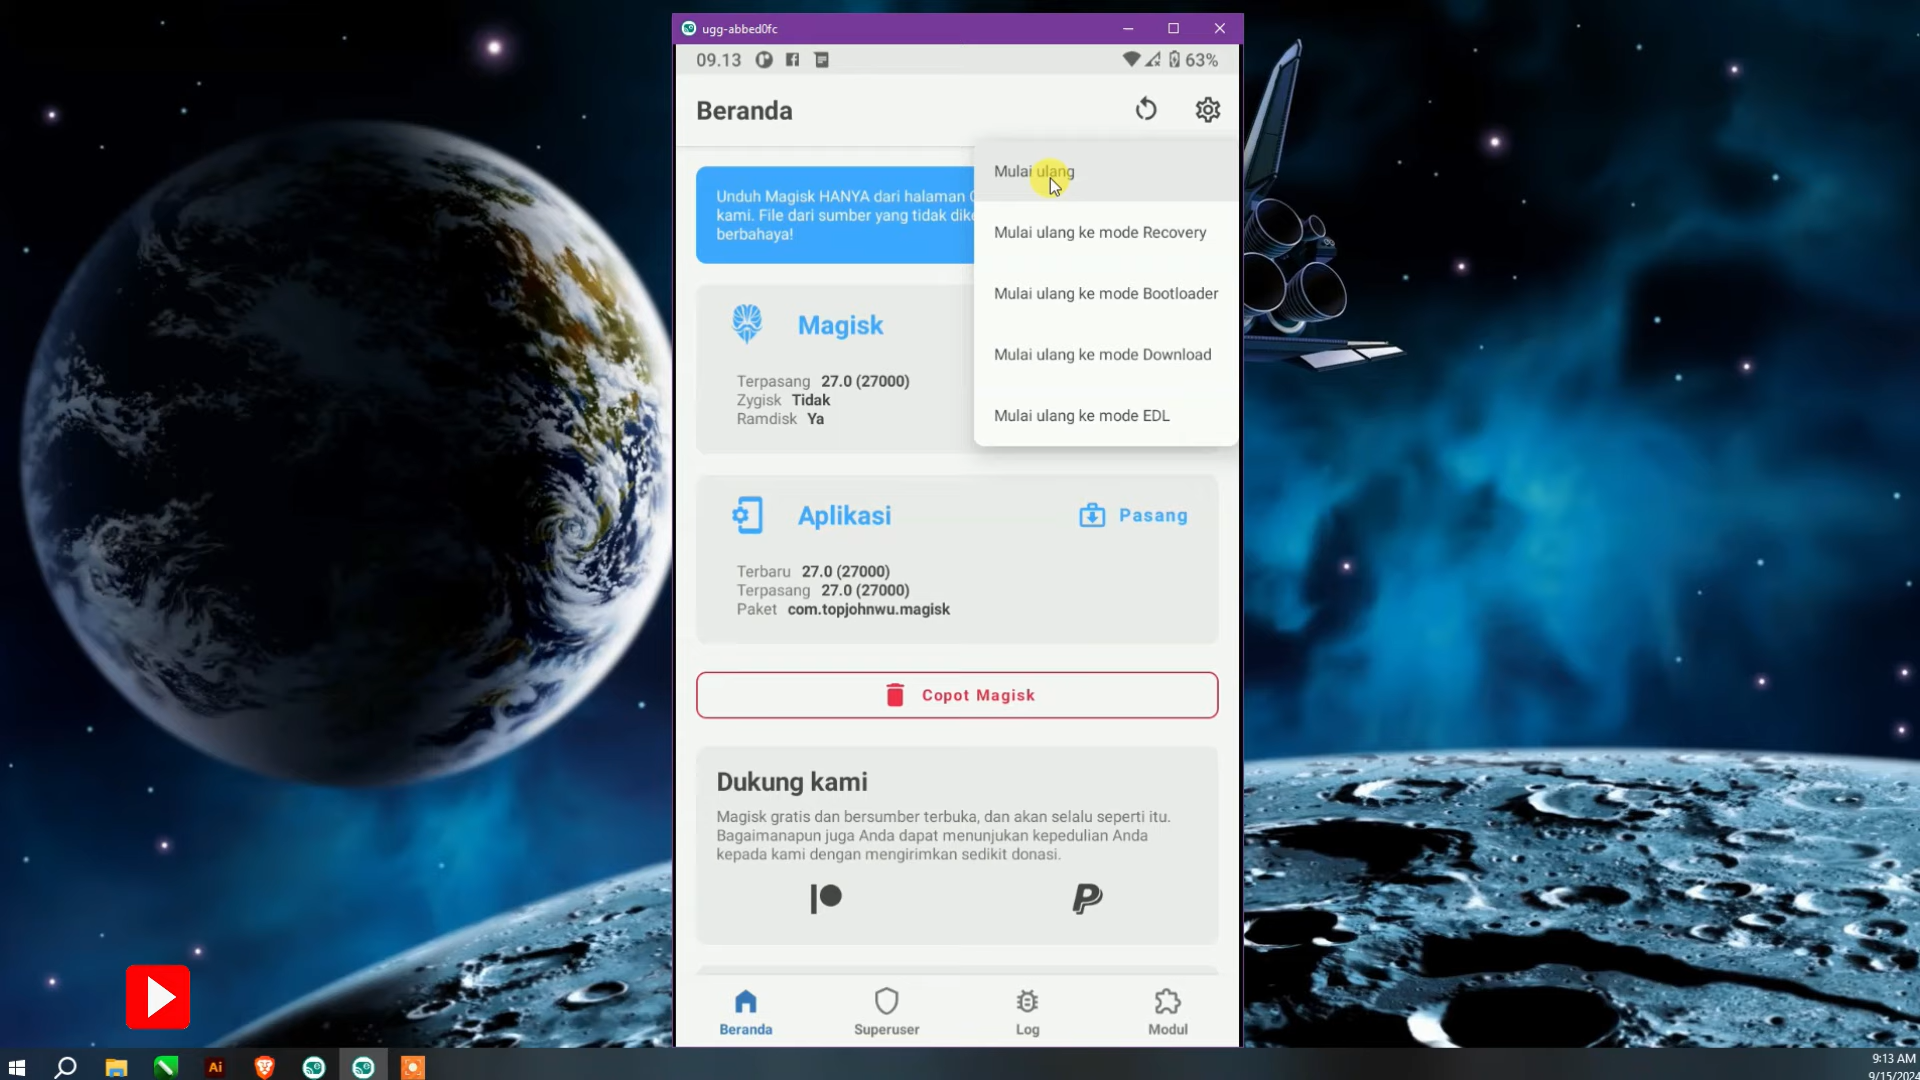 ugg-abbed0fc
09.13
63%
Beranda
Mulai ulang
Unduh Magisk HANYA dari halaman
kami. File dari sumber yang tidak
berbahaya!
Mulai ulang ke mode Recovery
Mulai ulang ke mode Bootloader
Mulai ulang ke mode Download
Mulai ulang ke mode EDL
Magisk
Terpasang 27.0 (27000)
Zygisk Tidak
Ramdisk Ya
Aplikasi
Pasang
Terbaru 27.0 (27000)
Terpasang 27.0 (27000)
Paket com.topjohnwu.magisk
Copot Magisk
Dukung kami
Magisk gratis dan bersumber terbuka, dan akan selalu seperti itu.
Bagaimanapun juga Anda dapat menunjukan kepedulian Anda
kepada kami dengan mengirimkan sedikit donasi.
Beranda
Superuser
Log
Modul
Ai
9:13 AM
9/15/2024